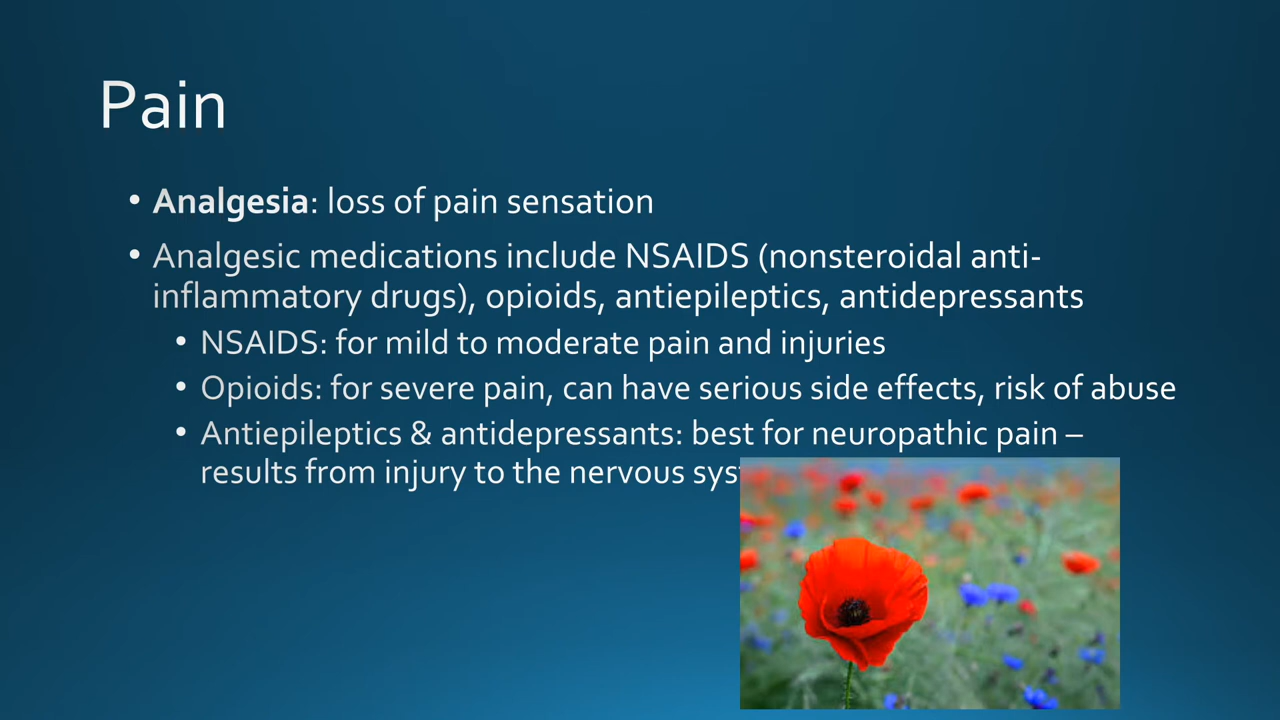 Pain
• Analgesia: loss of pain sensation
• Analgesic medications include NSAIDS (nonsteroidal anti-
inflammatory drugs), opioids, antiepileptics, antidepressants
• NSAIDS: for mild to moderate pain and injuries
• Opioids: for severe pain, can have serious side effects, risk of abuse
• Antiepileptics & antidepressants: best for neuropathic pain –
results from injury to the nervous